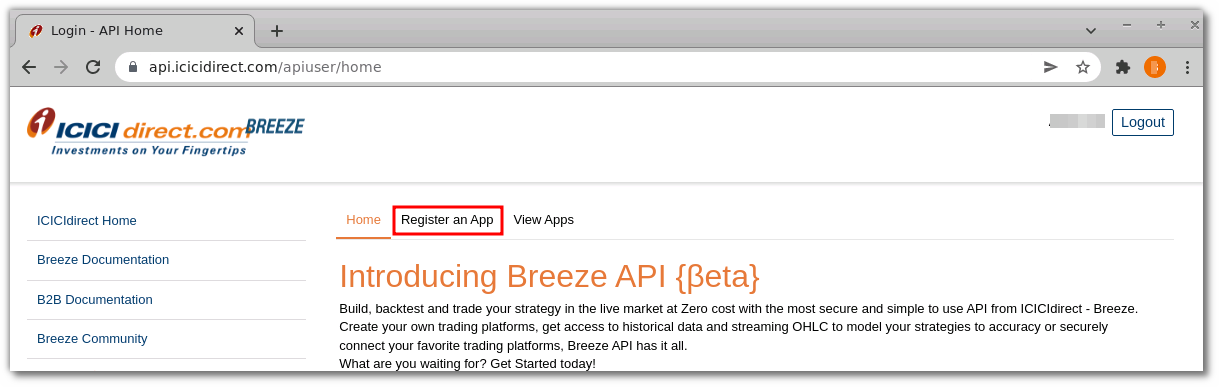 Login - API Home
api.icicidirect.com/apiuser/home
ICICI direct.com BREEZE
Investments on Your Fingertips
Logout
ICICIdirect Home
Breeze Documentation
B2B Documentation
Breeze Community
Home Register an App View Apps
Introducing Breeze API {βeta}
Build, backtest and trade your strategy in the live market at Zero cost with the most secure and simple to use API from ICICIdirect - Breeze.
Create your own trading platforms, get access to historical data and streaming OHLC to model your strategies to accuracy or securely
connect your favorite trading platforms, Breeze API has it all.
What are you waiting for? Get Started today!